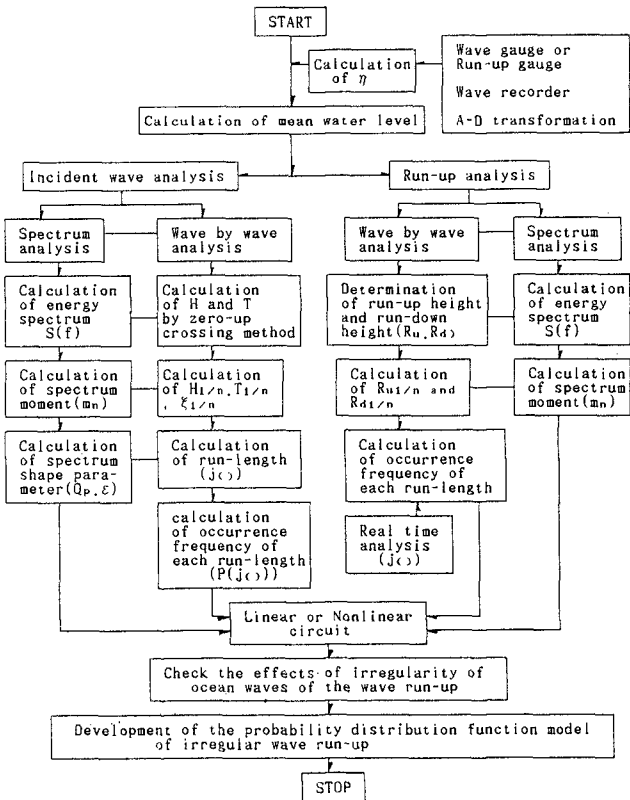 START
Calculation
of η
Wave gauge or
Run-up gauge
Wave recorder
A-D transformation
Calculation of mean water level
Incident wave analysis
Run-up analysis
Spectrum
analysis
Wave by wave
analysis
Wave by wave
analysis
Spectrum
analysis
Calculation
of energy
spectrum
S(f)
Calculation
of H and T
by zero-up
crossing method
Determination
of run-up height
and run-down
height(Ru.Rd)
Calculation
of energy
spectrum
S(f)
Calculation
of spectrum
moment(mn)
Calculation
of H1/n.T1/n
, ξ1/n
Calculation
of Ru1/n and
Rd1/n
Calculation
of spectrum
moment(mn)
Calculation
of spectrum
shape para-
meter(Qp.ε)
Calculation
of run-length
(j())
Calculation
of occurrence
frequency of
each run-length
calculation
of occurrence
frequency of
each run-length
(P(j()))
Real time
analysis
(j())
Linear or Nonlinear
circuit
Check the effects of irregularity of
ocean waves of the wave run-up
Development of the probability distribution function model
of irregular wave run-up
STOP